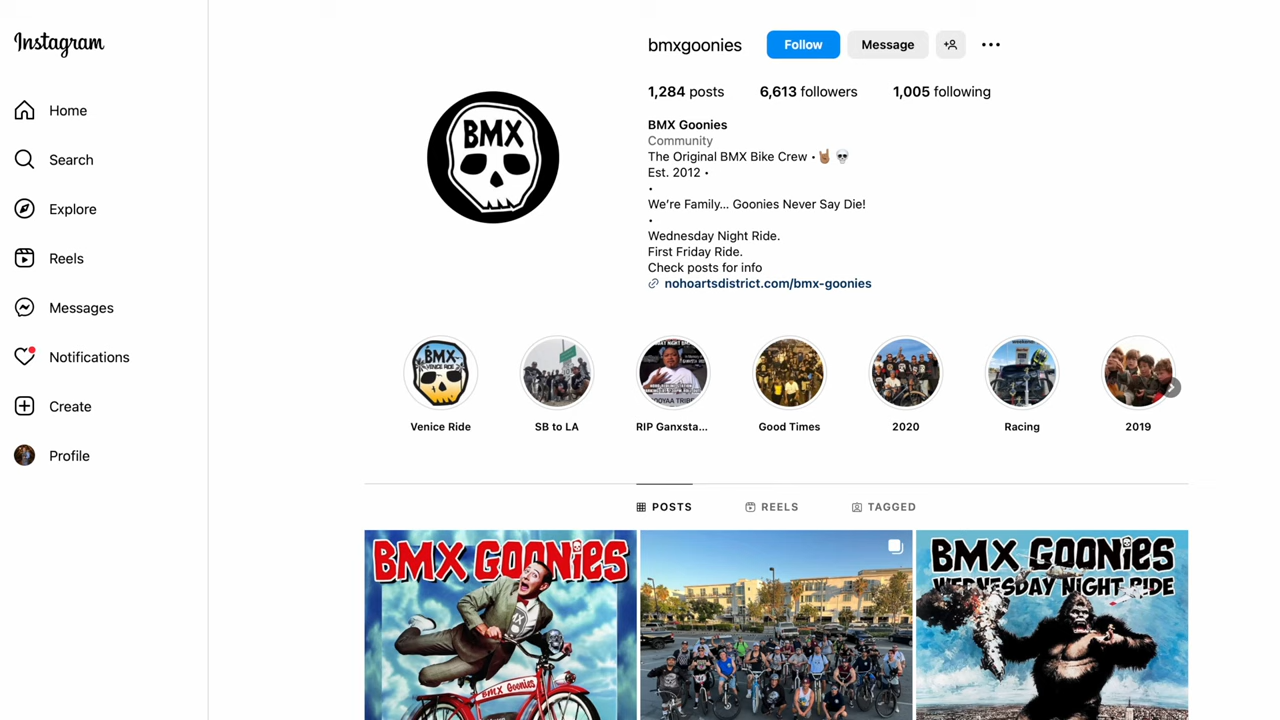 Instagram
Home
Search
Explore
Reels
Messages
Notifications
Create
Profile
bmxgoonies
Follow
Message
1,284 posts
6,613 followers
1,005 following
BMX
BMX Goonies
Community
The Original BMX Bike Crew •🤘🏽💀
Est. 2012 •
•
We’re Family... Goonies Never Say Die!
•
Wednesday Night Ride.
First Friday Ride.
Check posts for info
nohoartsdistrict.com/bmx-goonies
BMX
VENICE RIDE
Venice Ride
SB to LA
RIP Ganxsta...
Good Times
2020
Racing
2019
POSTS
REELS
TAGGED
BMX GOONiES
BMX Goonies
BMX GOONiES
WEDNESDAY NIGHT RIDE